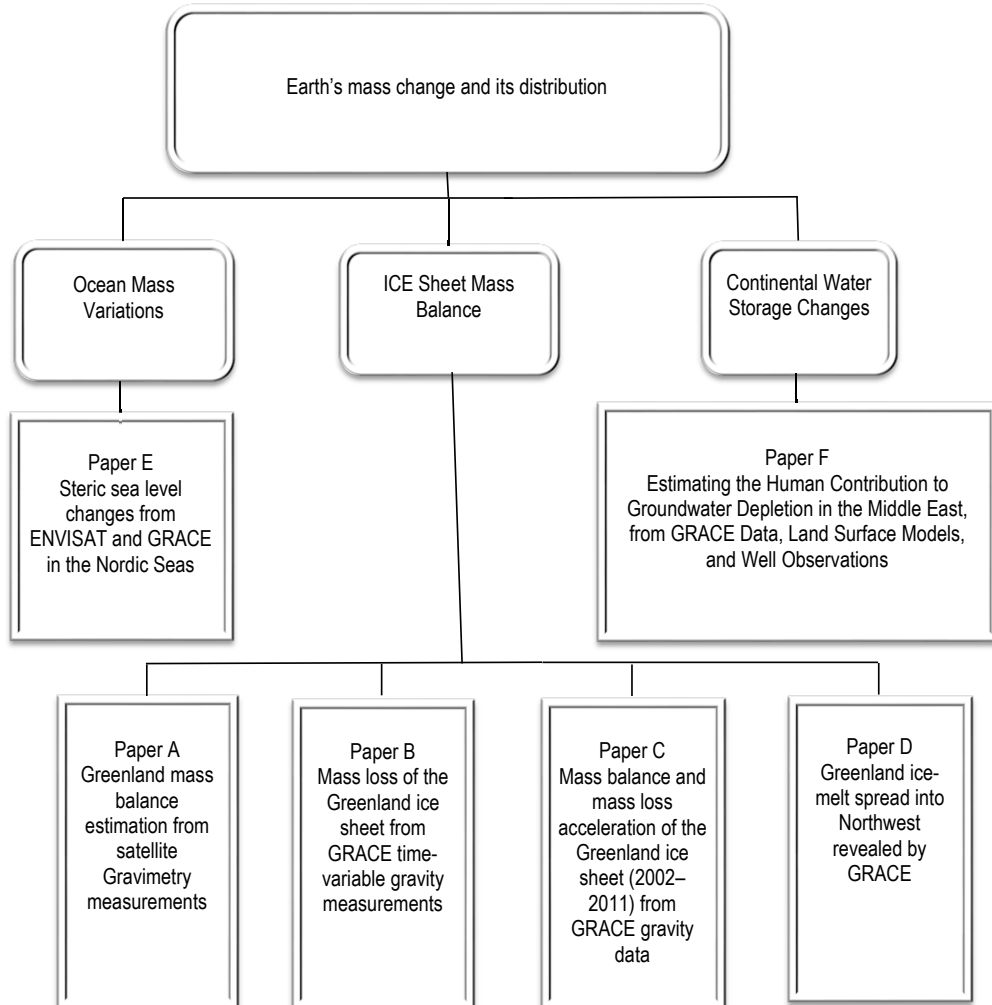 Earth's mass change and its distribution
Ocean Mass
Variations
ICE Sheet Mass
Balance
Continental Water
Storage Changes
Paper E
Steric sea level
changes from
ENVISAT and GRACE
in the Nordic Seas
Paper F
Estimating the Human Contribution to
Groundwater Depletion in the Middle East,
from GRACE Data, Land Surface Models,
and Well Observations
Paper A
Greenland mass
balance
estimation from
satellite
Gravimetry
measurements
Paper B
Mass loss of the
Greenland ice
sheet from
GRACE time-
variable gravity
measurements
Paper C
Mass balance and
mass loss
acceleration of the
Greenland ice
sheet (2002–
2011) from
GRACE gravity
data
Paper D
Greenland ice-
melt spread into
Northwest
revealed by
GRACE